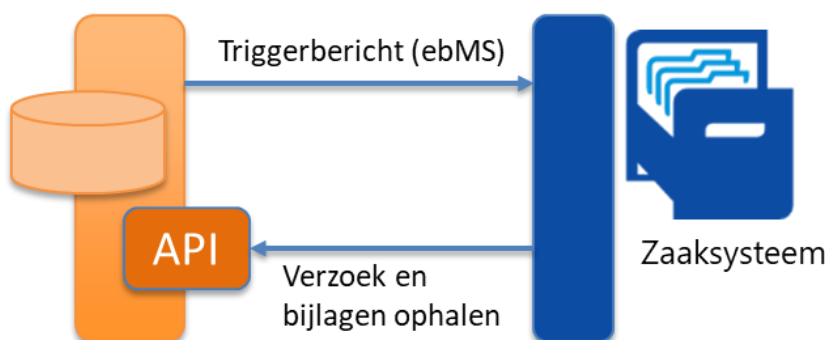 Triggerbericht (ebMS)
API
Zaaksysteem
Verzoek en
bijlagen ophalen